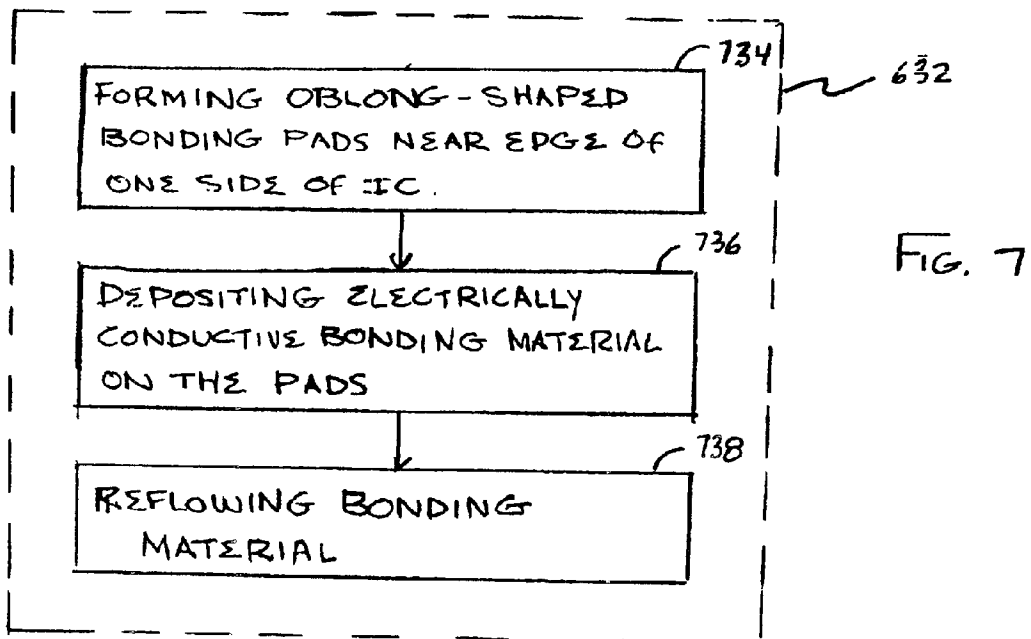 734
632
FORMING OBLONG-SHAPED
BONDING PADS NEAR EDGE OF
ONE SIDE OF IC.
736
FIG. 7
DEPOSITING ELECTRICALLY
CONDUCTIVE BONDING MATERIAL
ON THE PADS
738
REFLOWING BONDING
MATERIAL